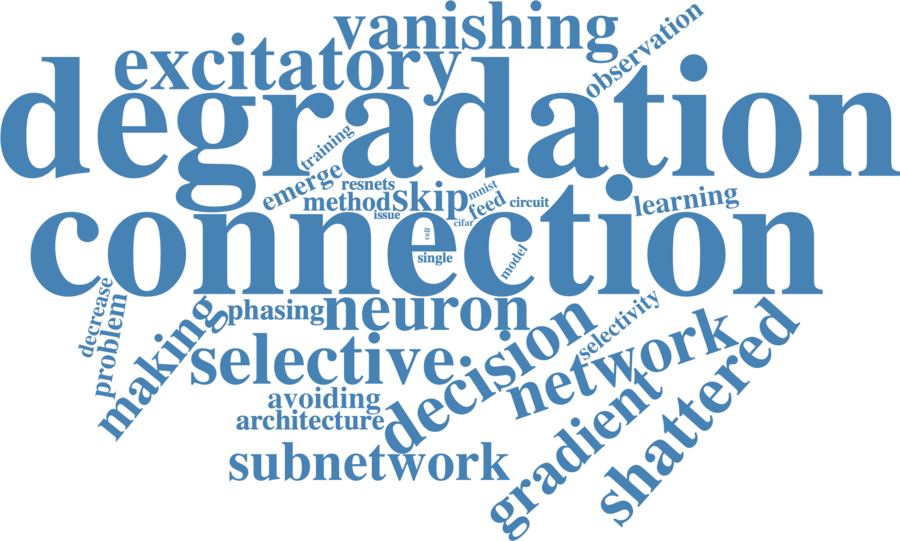 vanishing
observation
excitatory
degradation
training
emerge
resnets
method
skip
mnist
issue
feed
cifar
circuit
learning
connection
cell
single
model
decrease
problem
making
phasing
neuron
selectivity
selective
decision
network
avoiding
architecture
gradient
shattered
subnetwork